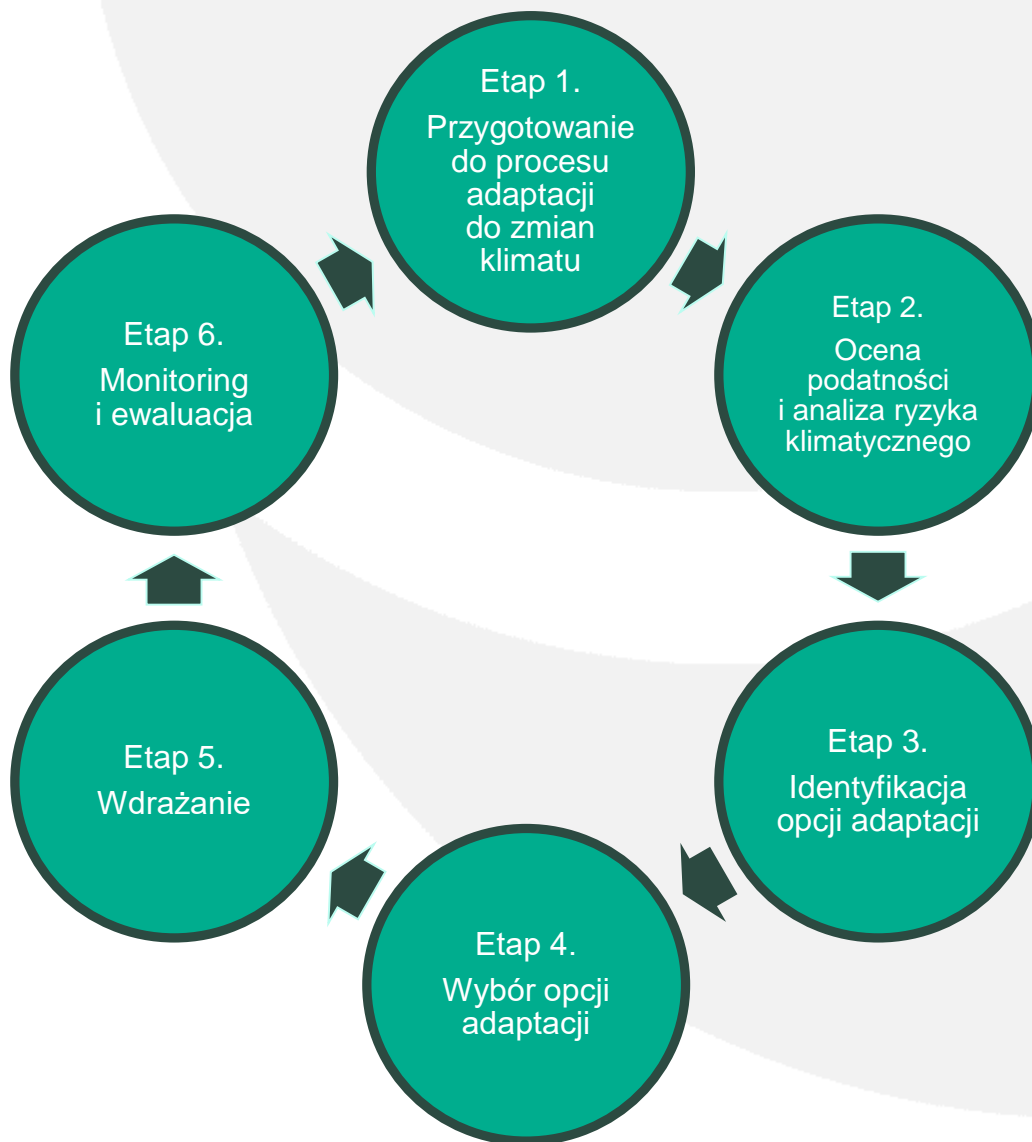 Etap 1.
Przygotowanie
do procesu
adaptacji
do zmian
klimatu
Etap 2.
Ocena
podatności
i analiza ryzyka
klimatycznego
Etap 3.
Identyfikacja
opcji adaptacji
Etap 4.
Wybór opcji
adaptacji
Etap 5.
Wdrażanie
Etap 6.
Monitoring
i ewaluacja